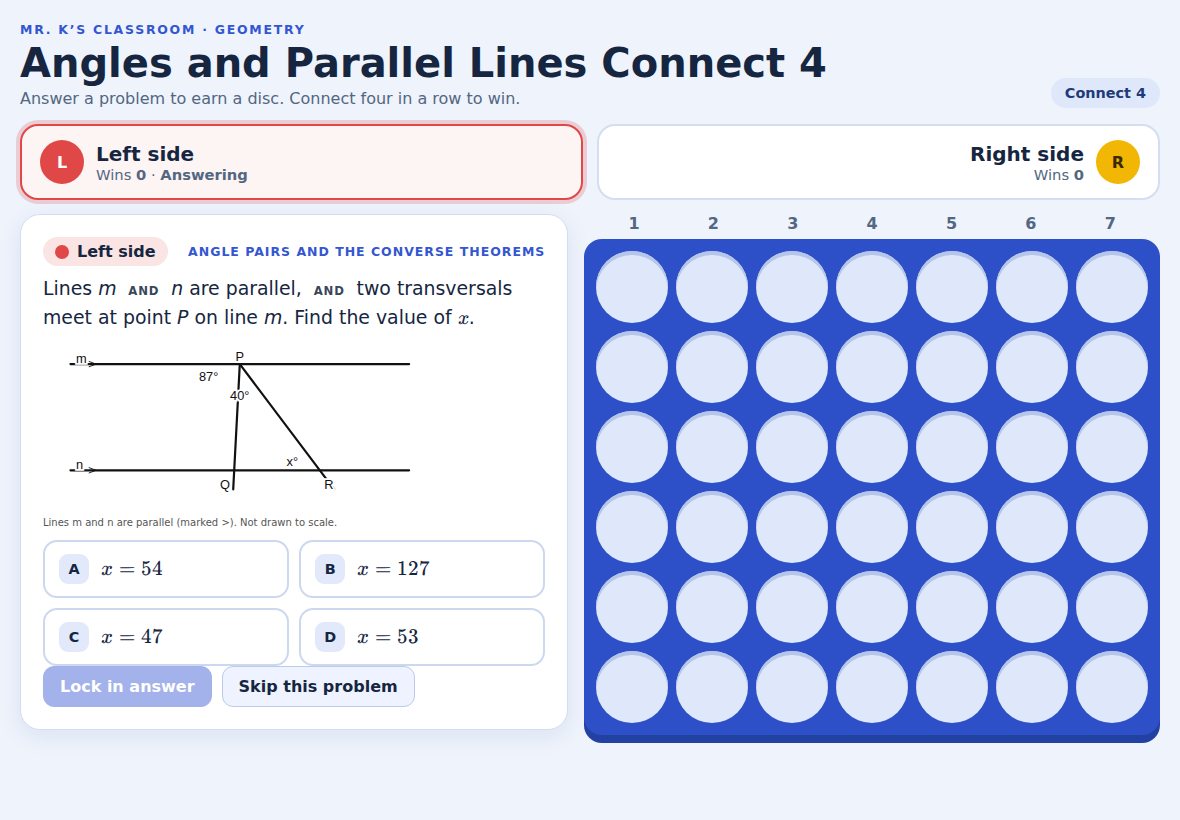 MR. K’S CLASSROOM · GEOMETRY
Angles and Parallel Lines Connect 4
Answer a problem to earn a disc. Connect four in a row to win.
Connect 4
L
Left side
Wins 0 · Answering
Right side
Wins 0
R
Left side
ANGLE PAIRS AND THE CONVERSE THEOREMS
Lines m AND n are parallel, AND two transversals
meet at point P on line m. Find the value of x.
m
P
87°
40°
n
x°
Q
R
Lines m and n are parallel (marked >). Not drawn to scale.
A x = 54
B x = 127
C x = 47
D x = 53
Lock in answer
Skip this problem
1 2 3 4 5 6 7